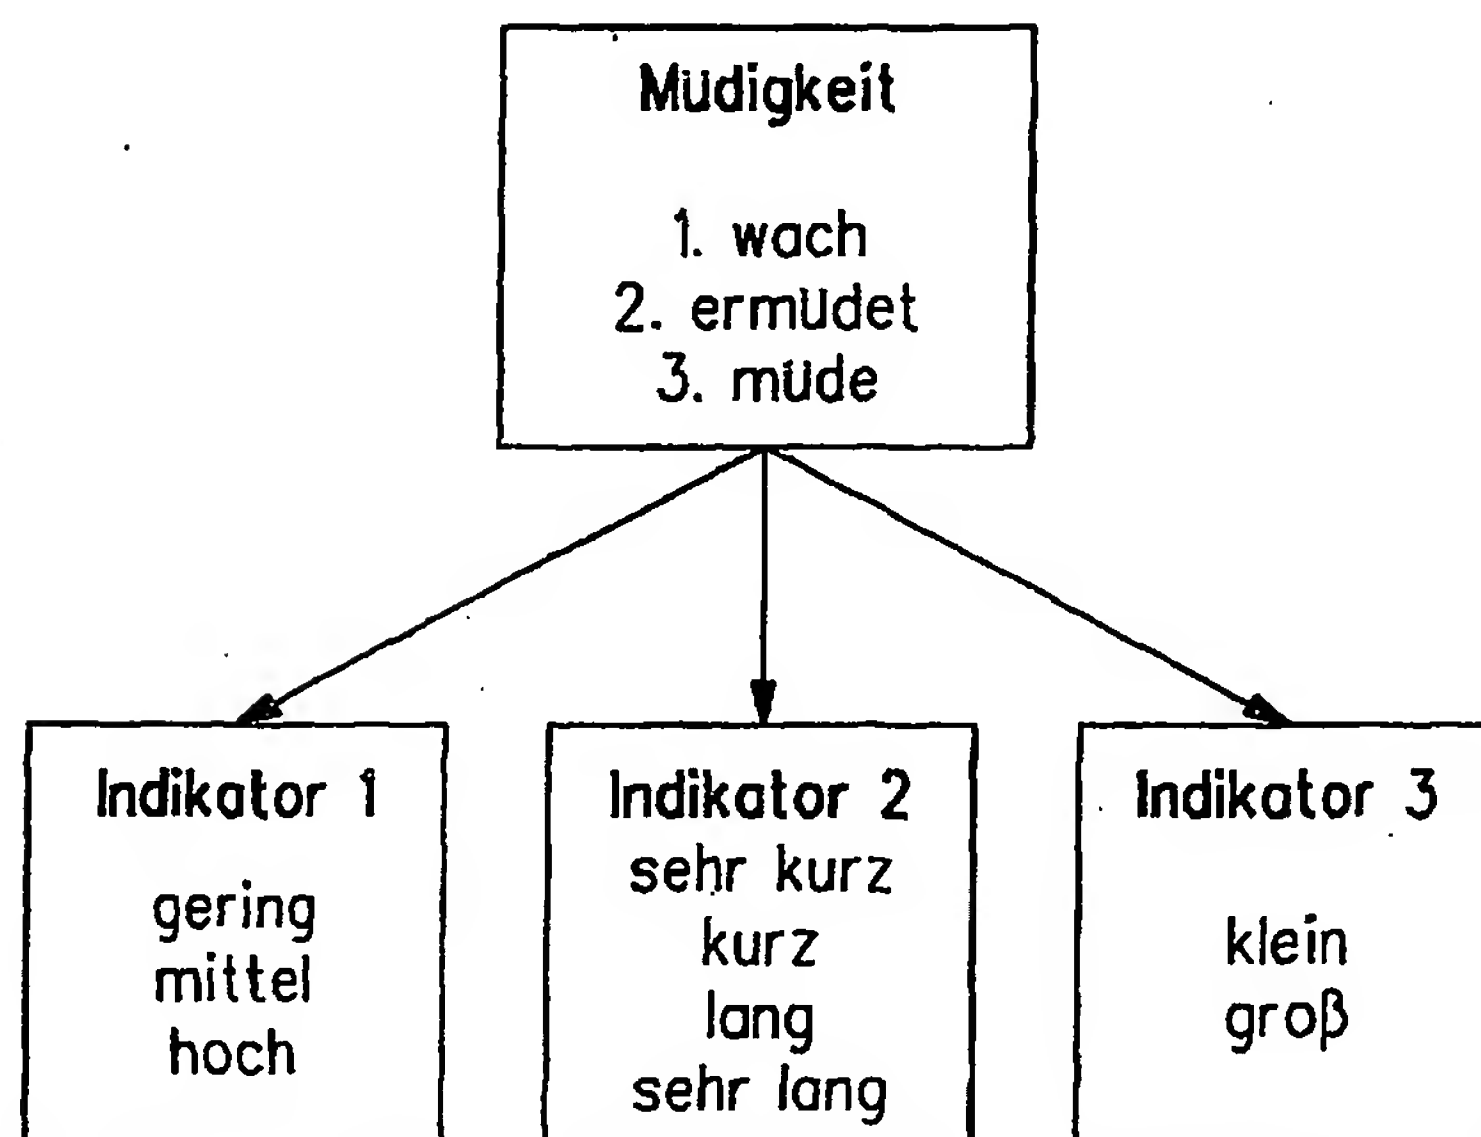 Müdigkeit
1. wach
2. ermüdet
3. müde
Indikator 1
gering
mittel
hoch
Indikator 2
sehr kurz
kurz
lang
sehr lang
Indikator 3
klein
groß